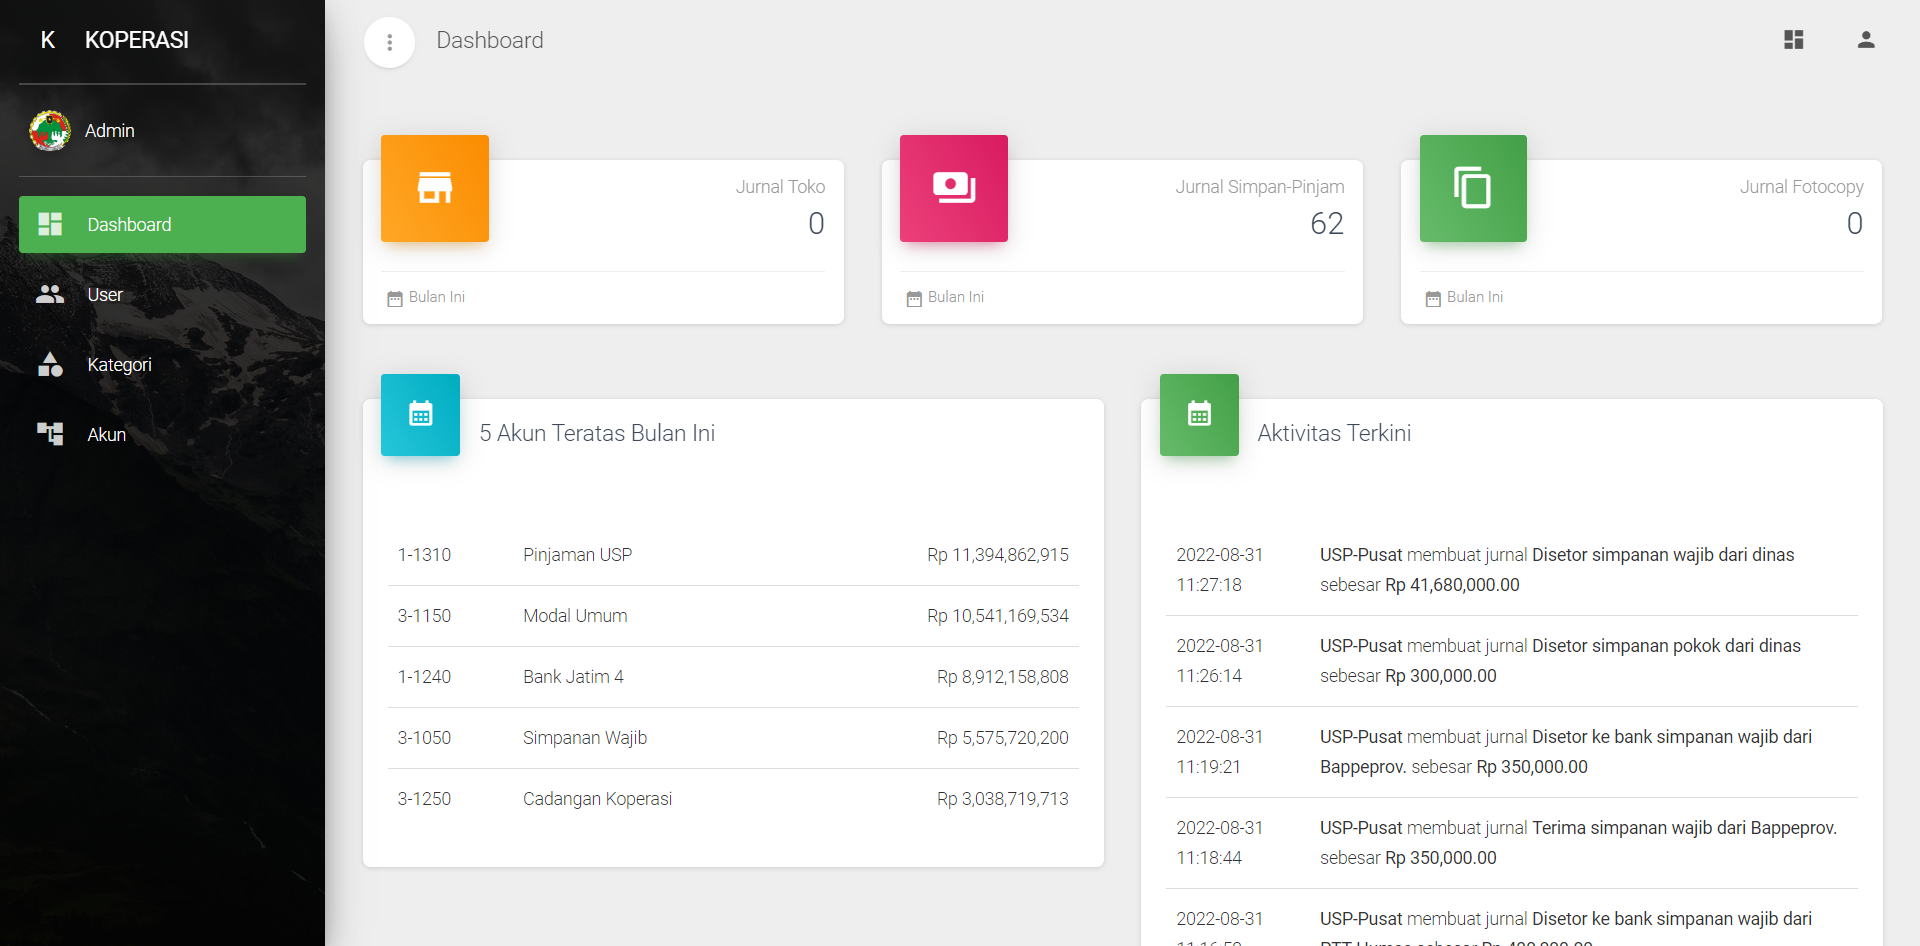 K KOPERASI
Admin
Dashboard
User
Kategori
Akun
Dashboard
Jurnal Toko
0
Bulan Ini
Jurnal Simpan-Pinjam
62
Bulan Ini
Jurnal Fotocopy
0
Bulan Ini
5 Akun Teratas Bulan Ini
1-1310 Pinjaman USP Rp 11,394,862,915
3-1150 Modal Umum Rp 10,541,169,534
1-1240 Bank Jatim 4 Rp 8,912,158,808
3-1050 Simpanan Wajib Rp 5,575,720,200
3-1250 Cadangan Koperasi Rp 3,038,719,713
Aktivitas Terkini
2022-08-31 USP-Pusat membuat jurnal Disetor simpanan wajib dari dinas
11:27:18 sebesar Rp 41,680,000.00
2022-08-31 USP-Pusat membuat jurnal Disetor simpanan pokok dari dinas
11:26:14 sebesar Rp 300,000.00
2022-08-31 USP-Pusat membuat jurnal Disetor ke bank simpanan wajib dari
11:19:21 Bappeprov. sebesar Rp 350,000.00
2022-08-31 USP-Pusat membuat jurnal Terima simpanan wajib dari Bappeprov.
11:18:44 sebesar Rp 350,000.00
2022-08-31 USP-Pusat membuat jurnal Disetor ke bank simpanan wajib dari
sebesar Rp